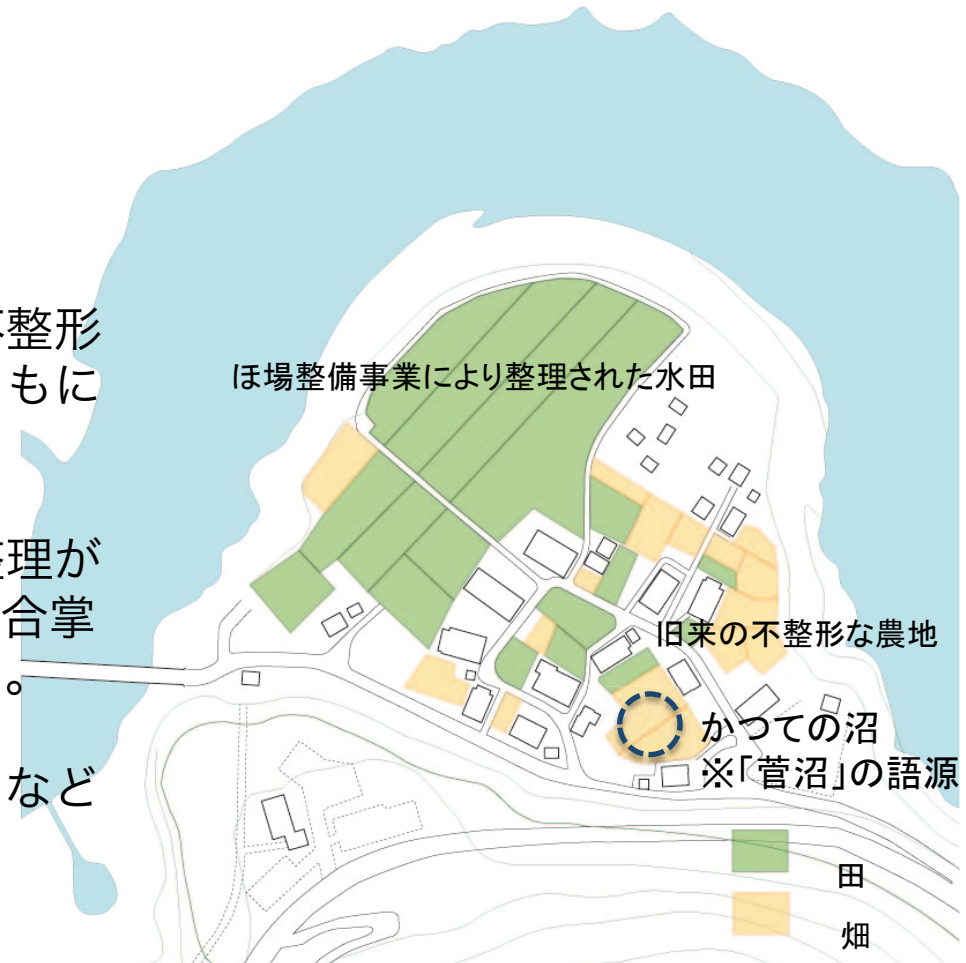 不整形
もに
整理が
合掌
。
など
ほ場整備事業により整理された水田
旧来の不整形な農地
かつての沼
※「菅沼」の語源
田
畑